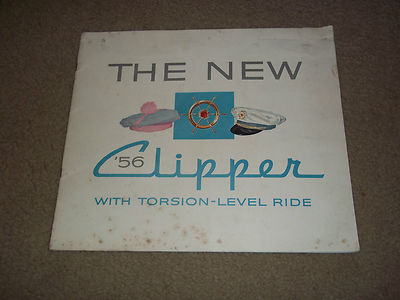 THE NEW
'56 Clipper
WITH TORSION-LEVEL RIDE